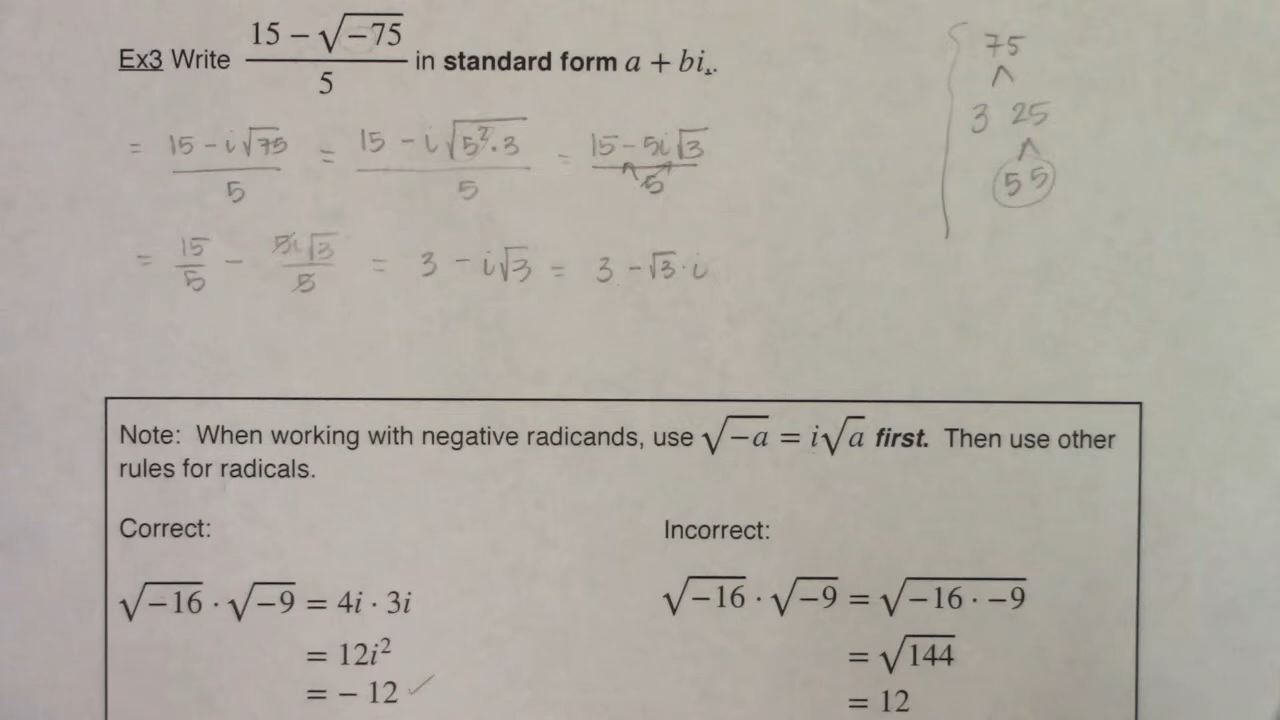 Ex3 Write (15 − √−75)/5 in standard form a + bi.
= (15 − i√75)/5 = (15 − i√(5²·3))/5 = (15 − 5i√3)/5
= 15/5 − 5i√3/5 = 3 − i√3 = 3 − √3·i
75
3 25
5 5
Note: When working with negative radicands, use √−a = i√a first. Then use other
rules for radicals.
Correct:
√−16 · √−9 = 4i · 3i
= 12i²
= − 12 ✓
Incorrect:
√−16 · √−9 = √(−16 · −9)
= √144
= 12